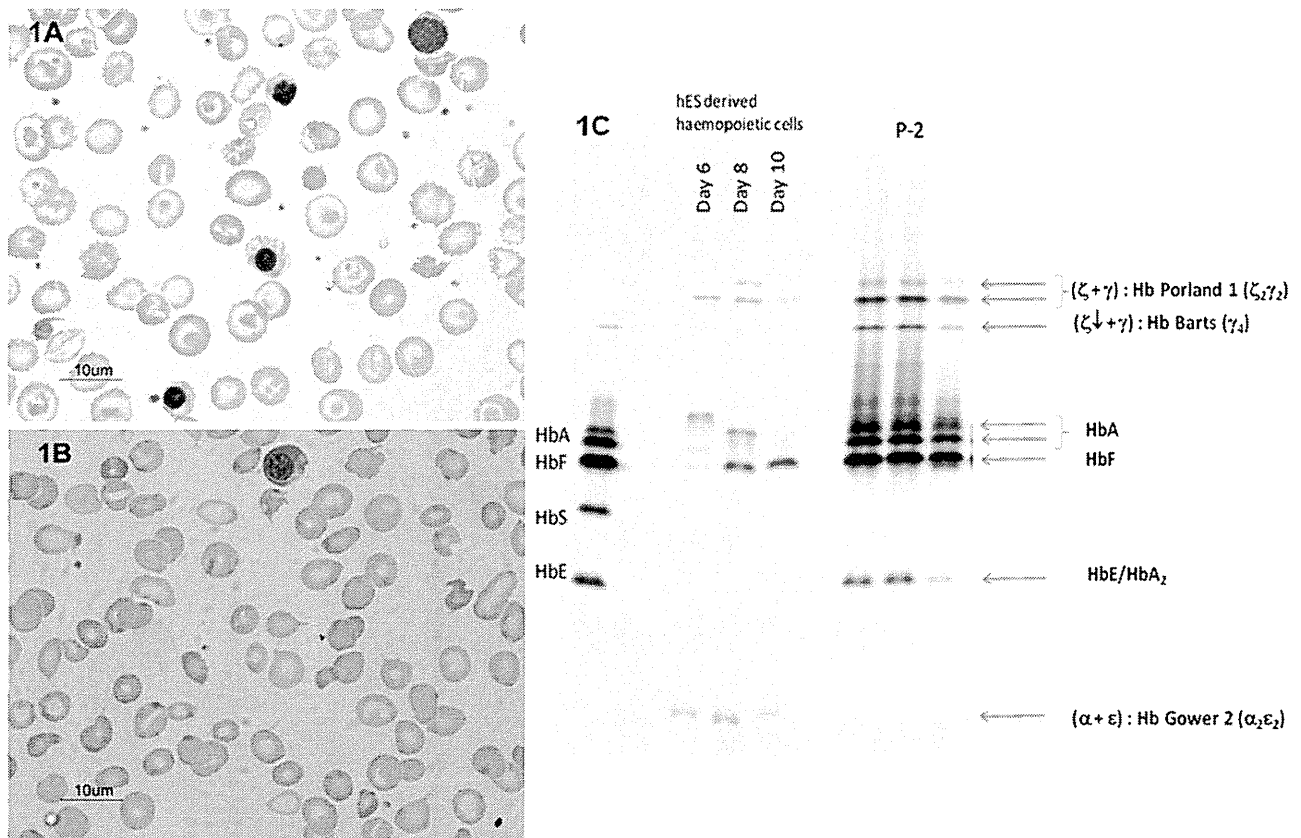 1A
10um
1B
10um
1C
hES derived
haemopoietic cells
P-2
Day 6
Day 8
Day 10
HbA
HbF
HbS
HbE
(ζ+γ) : Hb Porland 1 (ζ₂γ₂)
(ζ↓+γ) : Hb Barts (γ₄)
HbA
HbF
HbE/HbA₂
(α+ε) : Hb Gower 2 (α₂ε₂)